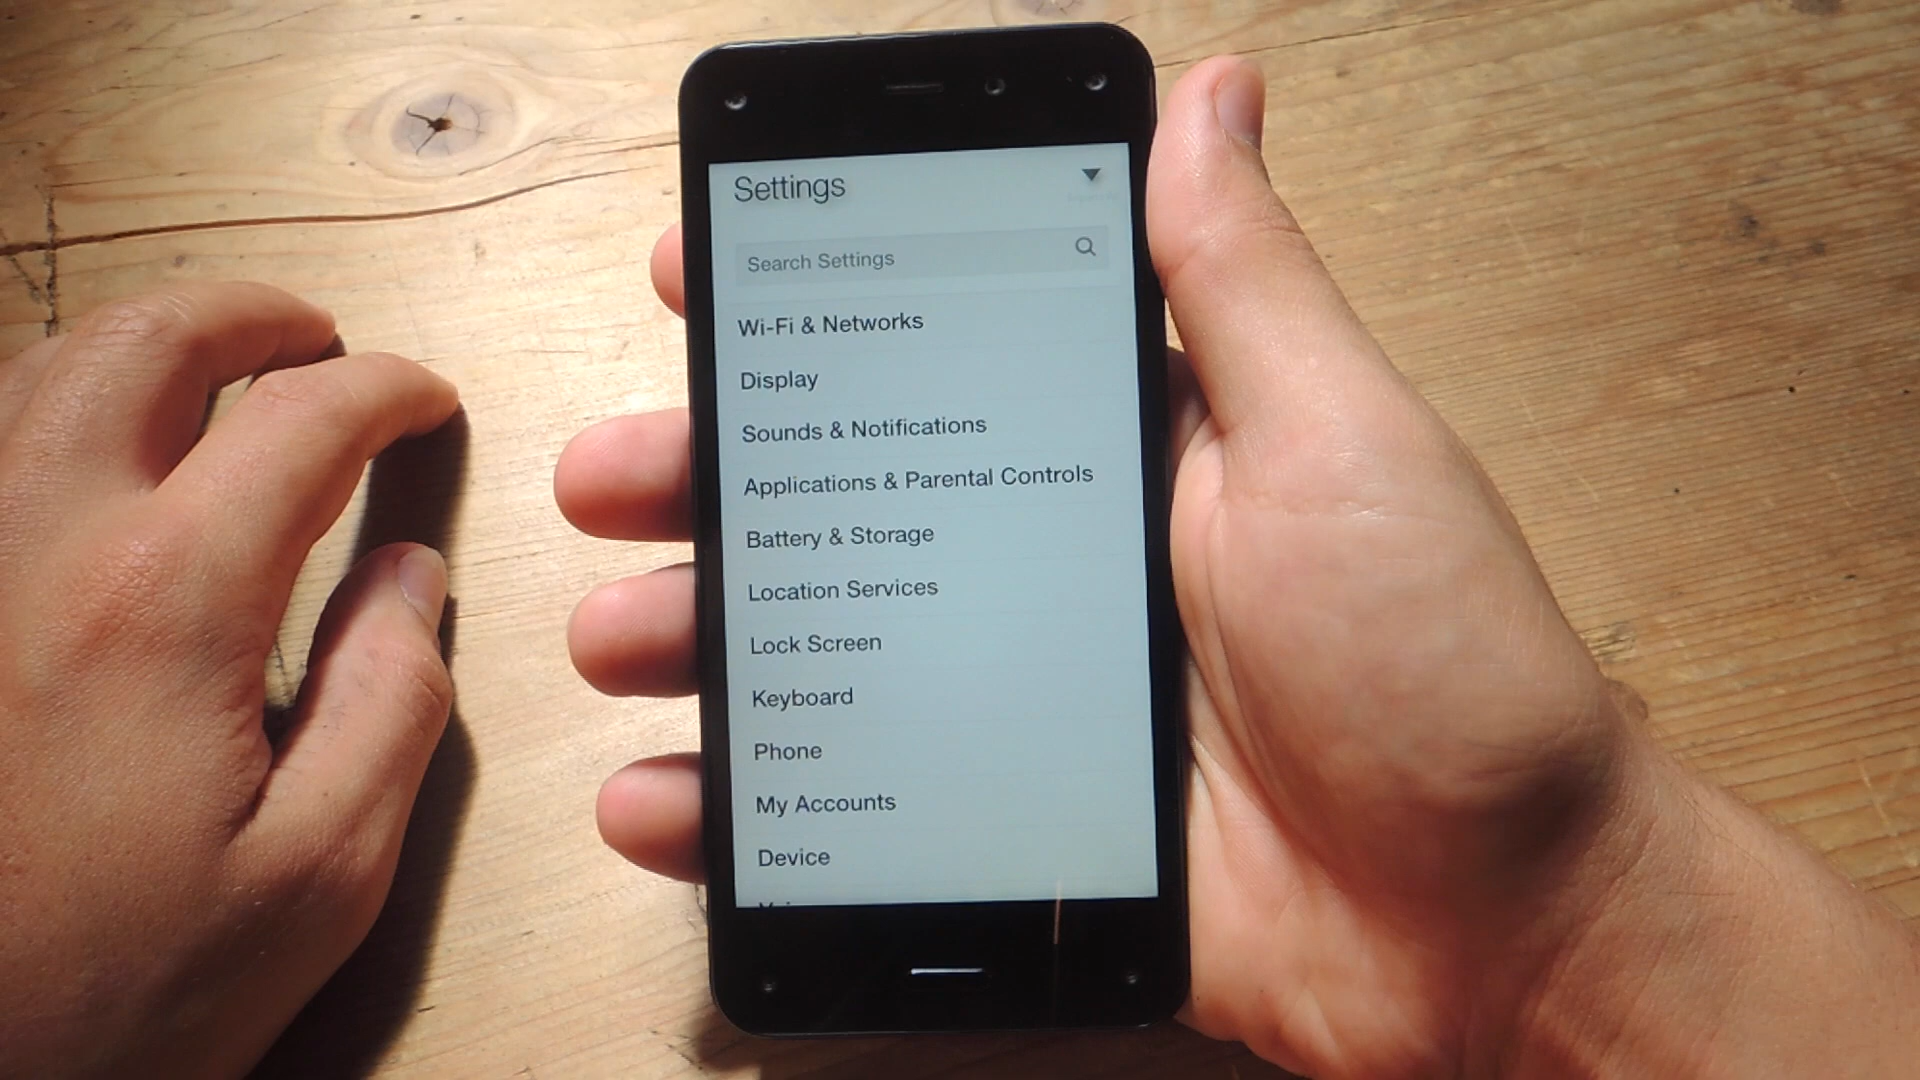 Settings
Search Settings
Wi-Fi & Networks
Display
Sounds & Notifications
Applications & Parental Controls
Battery & Storage
Location Services
Lock Screen
Keyboard
Phone
My Accounts
Device